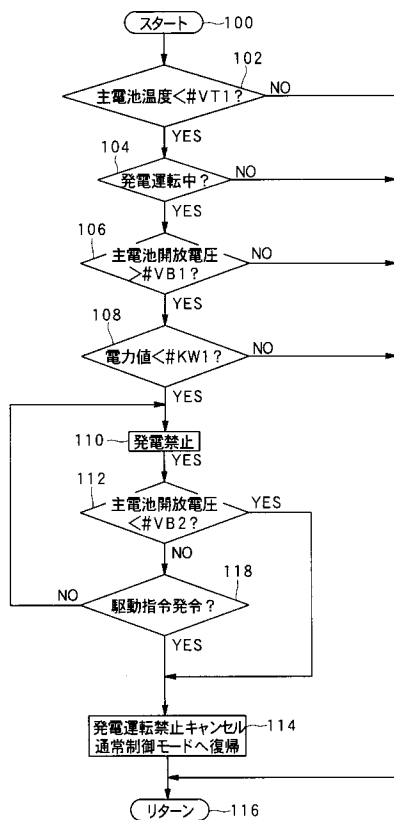 スタート 100
102
主電池温度<#VT1? NO
YES
104
発電運転中? NO
YES
106
主電池開放電圧
>#VB1? NO
YES
108
電力値<#KW1? NO
YES
110 発電禁止
YES
112
主電池開放電圧
<#VB2? YES
NO
118
NO 駆動指令発令?
YES
発電運転禁止キャンセル
通常制御モードへ復帰 114
リターン 116